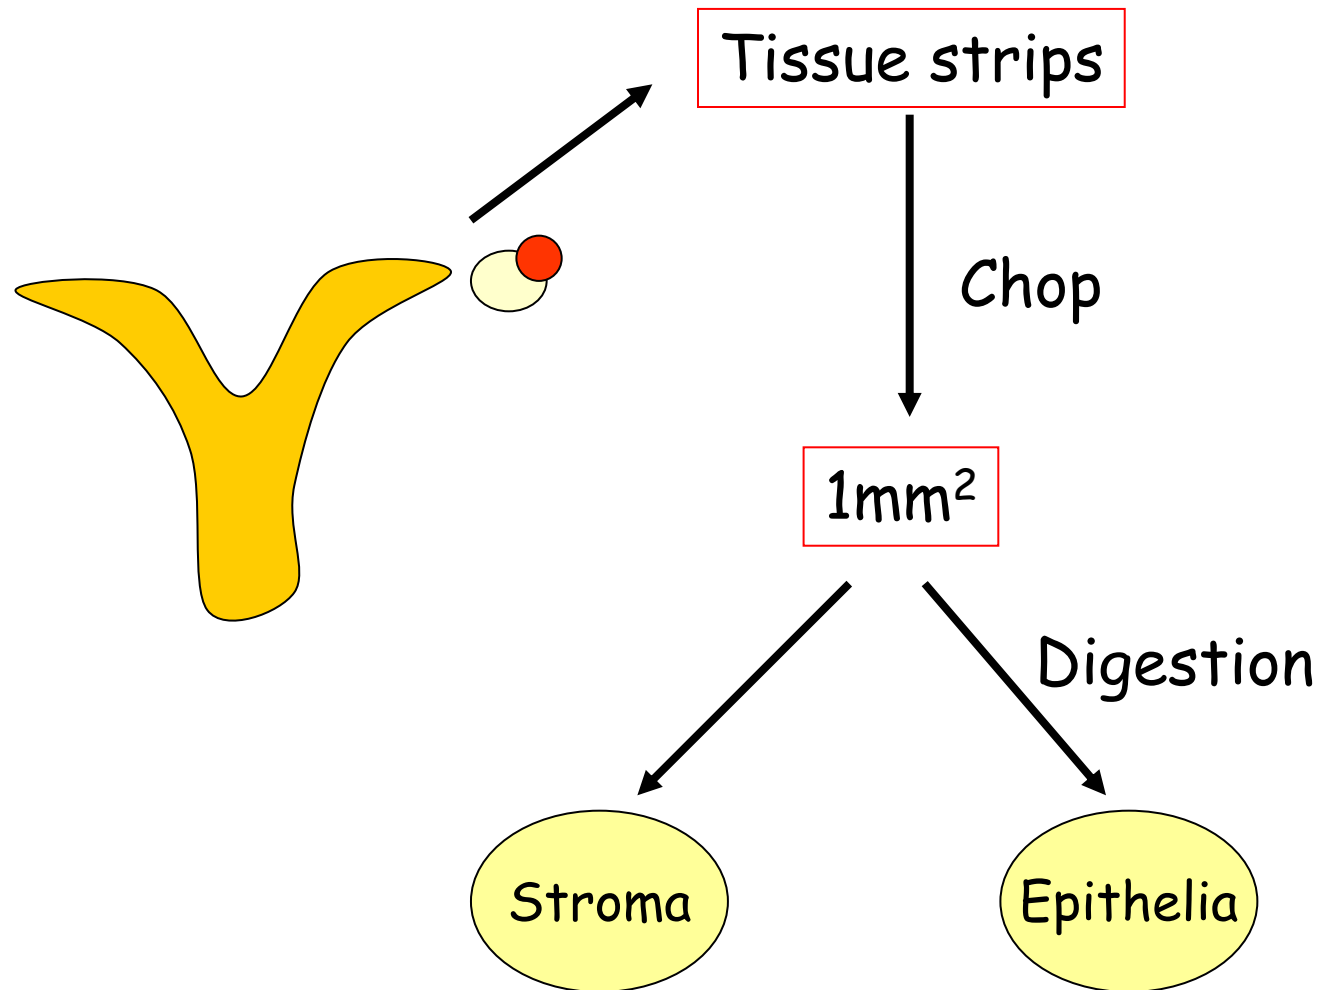 Tissue strips
Chop
1mm²
Digestion
Stroma
Epithelia